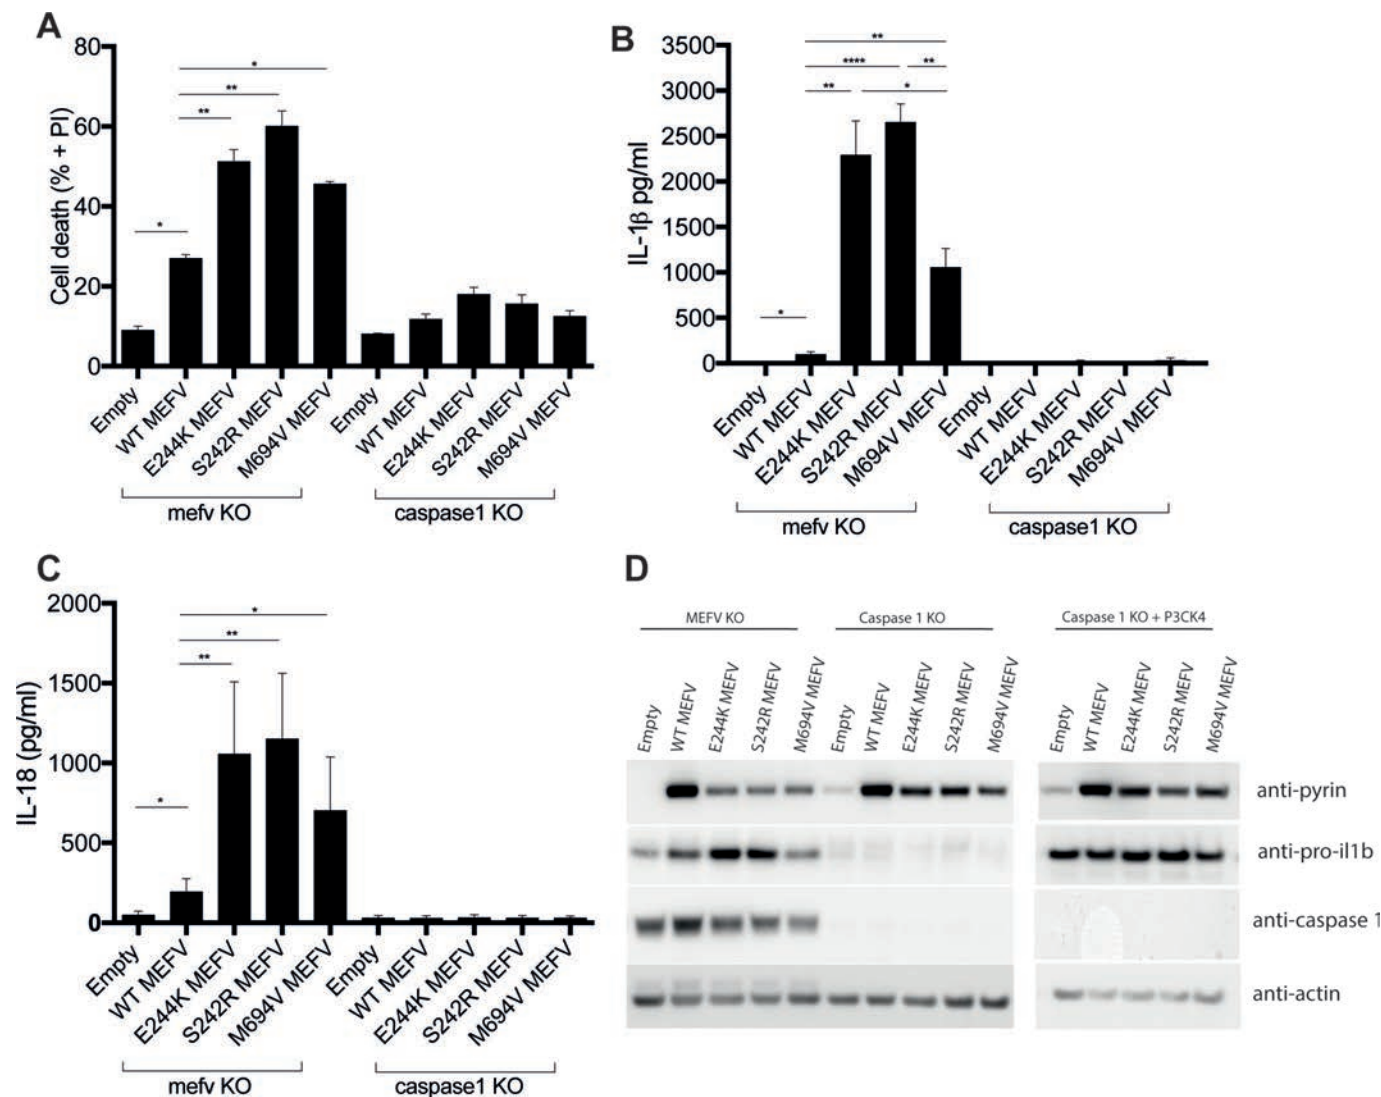 A
80
60
40
20
0
Cell death (% + PI)
*
**
**
*
Empty
WT MEFV
E244K MEFV
S242R MEFV
M694V MEFV
Empty
WT MEFV
E244K MEFV
S242R MEFV
M694V MEFV
mefv KO
caspase1 KO
B
3500
3000
2500
2000
1500
1000
500
0
IL-1β pg/ml
**
**** **
** *
*
Empty
WT MEFV
E244K MEFV
S242R MEFV
M694V MEFV
Empty
WT MEFV
E244K MEFV
S242R MEFV
M694V MEFV
mefv KO
caspase1 KO
C
2000
1500
1000
500
0
IL-18 (pg/ml)
*
**
**
*
Empty
WT MEFV
E244K MEFV
S242R MEFV
M694V MEFV
Empty
WT MEFV
E244K MEFV
S242R MEFV
M694V MEFV
mefv KO
caspase1 KO
D
MEFV KO
Caspase 1 KO
Caspase 1 KO + P3CK4
Empty
WT MEFV
E244K MEFV
S242R MEFV
M694V MEFV
Empty
WT MEFV
E244K MEFV
S242R MEFV
M694V MEFV
Empty
WT MEFV
E244K MEFV
S242R MEFV
M694V MEFV
anti-pyrin
anti-pro-il1b
anti-caspase 1
anti-actin